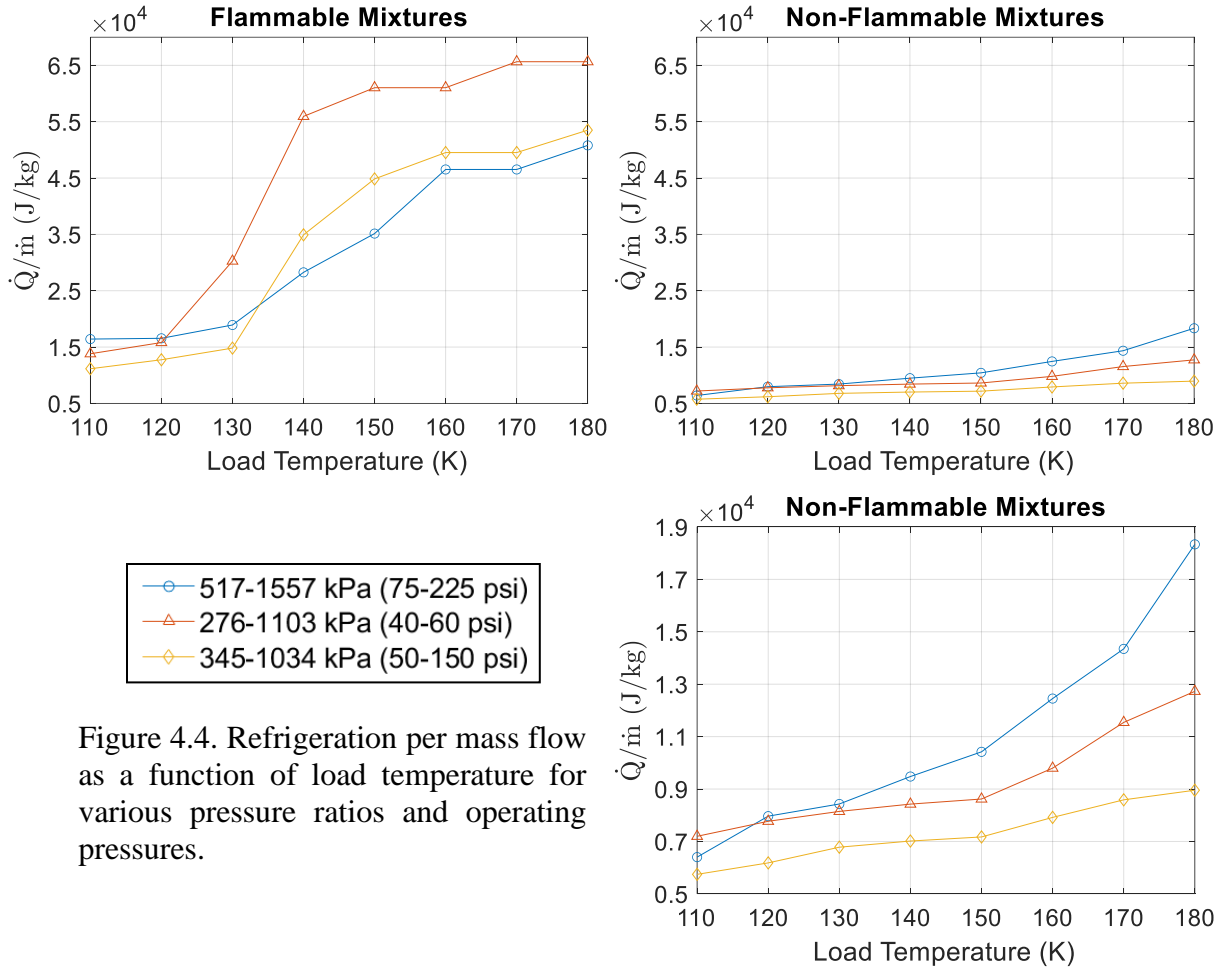 ×10⁴
Flammable Mixtures
6.5
5.5
4.5
3.5
2.5
1.5
0.5
Q̇/ṁ (J/kg)
110 120 130 140 150 160 170 180
Load Temperature (K)
×10⁴
Non-Flammable Mixtures
6.5
5.5
4.5
3.5
2.5
1.5
0.5
Q̇/ṁ (J/kg)
110 120 130 140 150 160 170 180
Load Temperature (K)
517-1557 kPa (75-225 psi)
276-1103 kPa (40-60 psi)
345-1034 kPa (50-150 psi)
Figure 4.4. Refrigeration per mass flow
as a function of load temperature for
various pressure ratios and operating
pressures.
×10⁴
Non-Flammable Mixtures
1.9
1.7
1.5
1.3
1.1
0.9
0.7
0.5
Q̇/ṁ (J/kg)
110 120 130 140 150 160 170 180
Load Temperature (K)